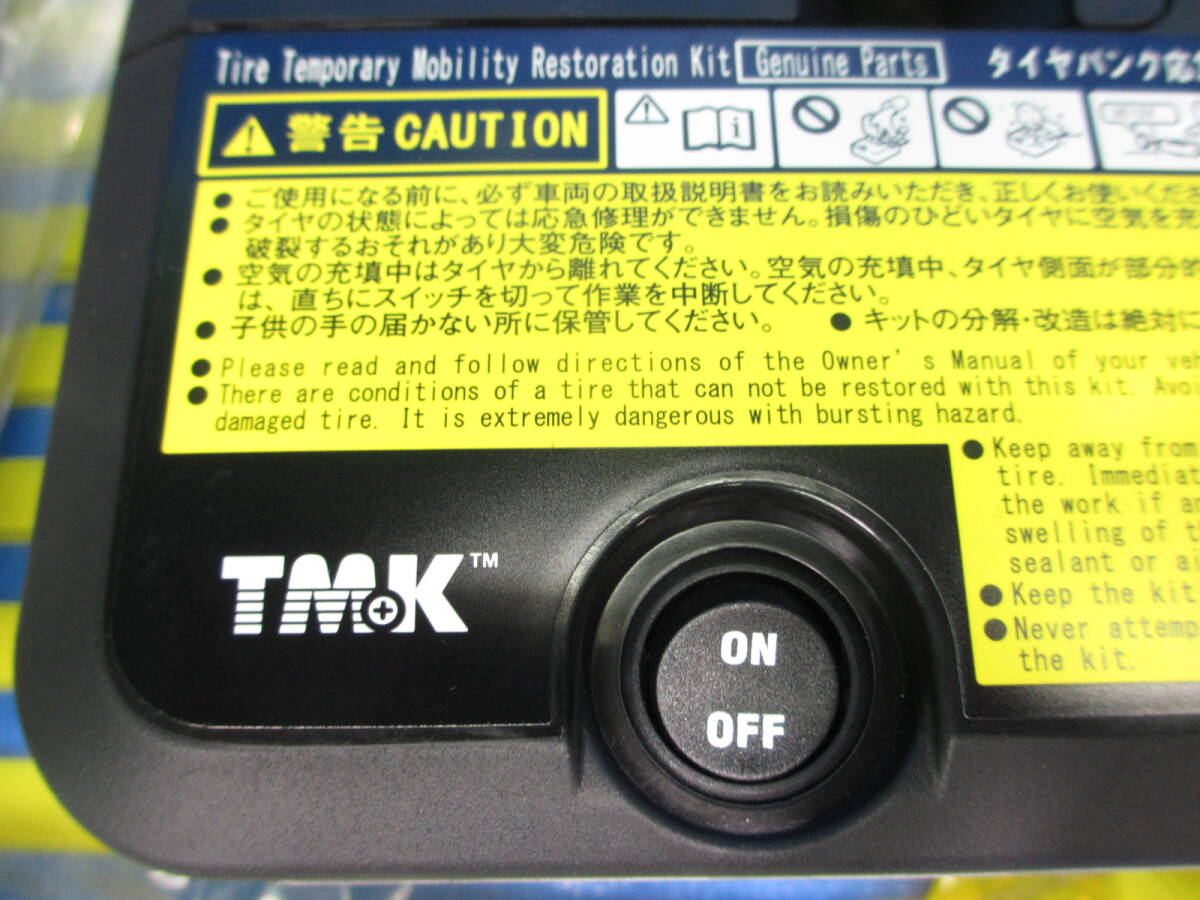 Tire Temporary Mobility Restoration Kit Genuine Parts タイヤパンク応
警告 CAUTION
● ご使用になる前に、必ず車両の取扱説明書をお読みいただき、正しくお使いくださ
● タイヤの状態によっては応急修理ができません。損傷のひどいタイヤに空気を充
破裂するおそれがあり大変危険です。
● 空気の充填中はタイヤから離れてください。空気の充填中、タイヤ側面が部分的
は、直ちにスイッチを切って作業を中断してください。
● 子供の手の届かない所に保管してください。 ● キットの分解・改造は絶対に
● Please read and follow directions of the Owner's Manual of your veh
● There are conditions of a tire that can not be restored with this kit. Avo
damaged tire. It is extremely dangerous with bursting hazard.
● Keep away from
tire. Immediat
the work if a
swelling of t
sealant or ai
● Keep the kit
● Never attemp
the kit.
TMK™
ON
OFF